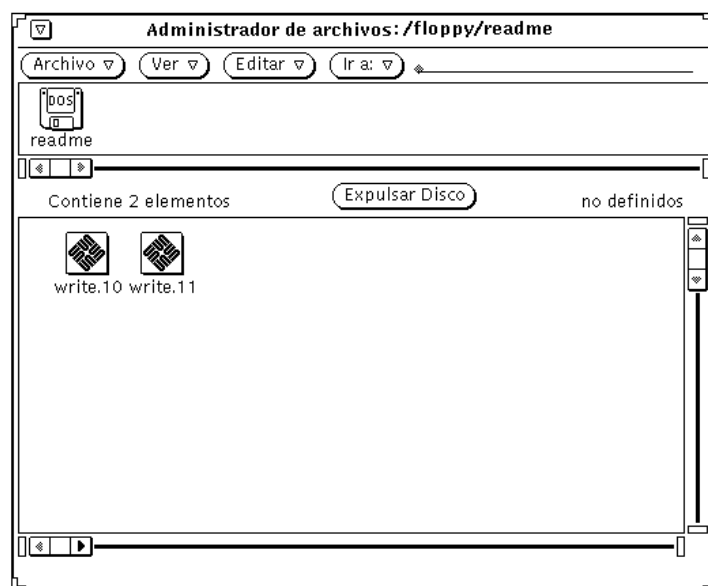 Administrador de archivos:/floppy/readme
Archivo Ver Editar Ir a:
DOS
readme
Contiene 2 elementos Expulsar Disco no definidos
write.10 write.11